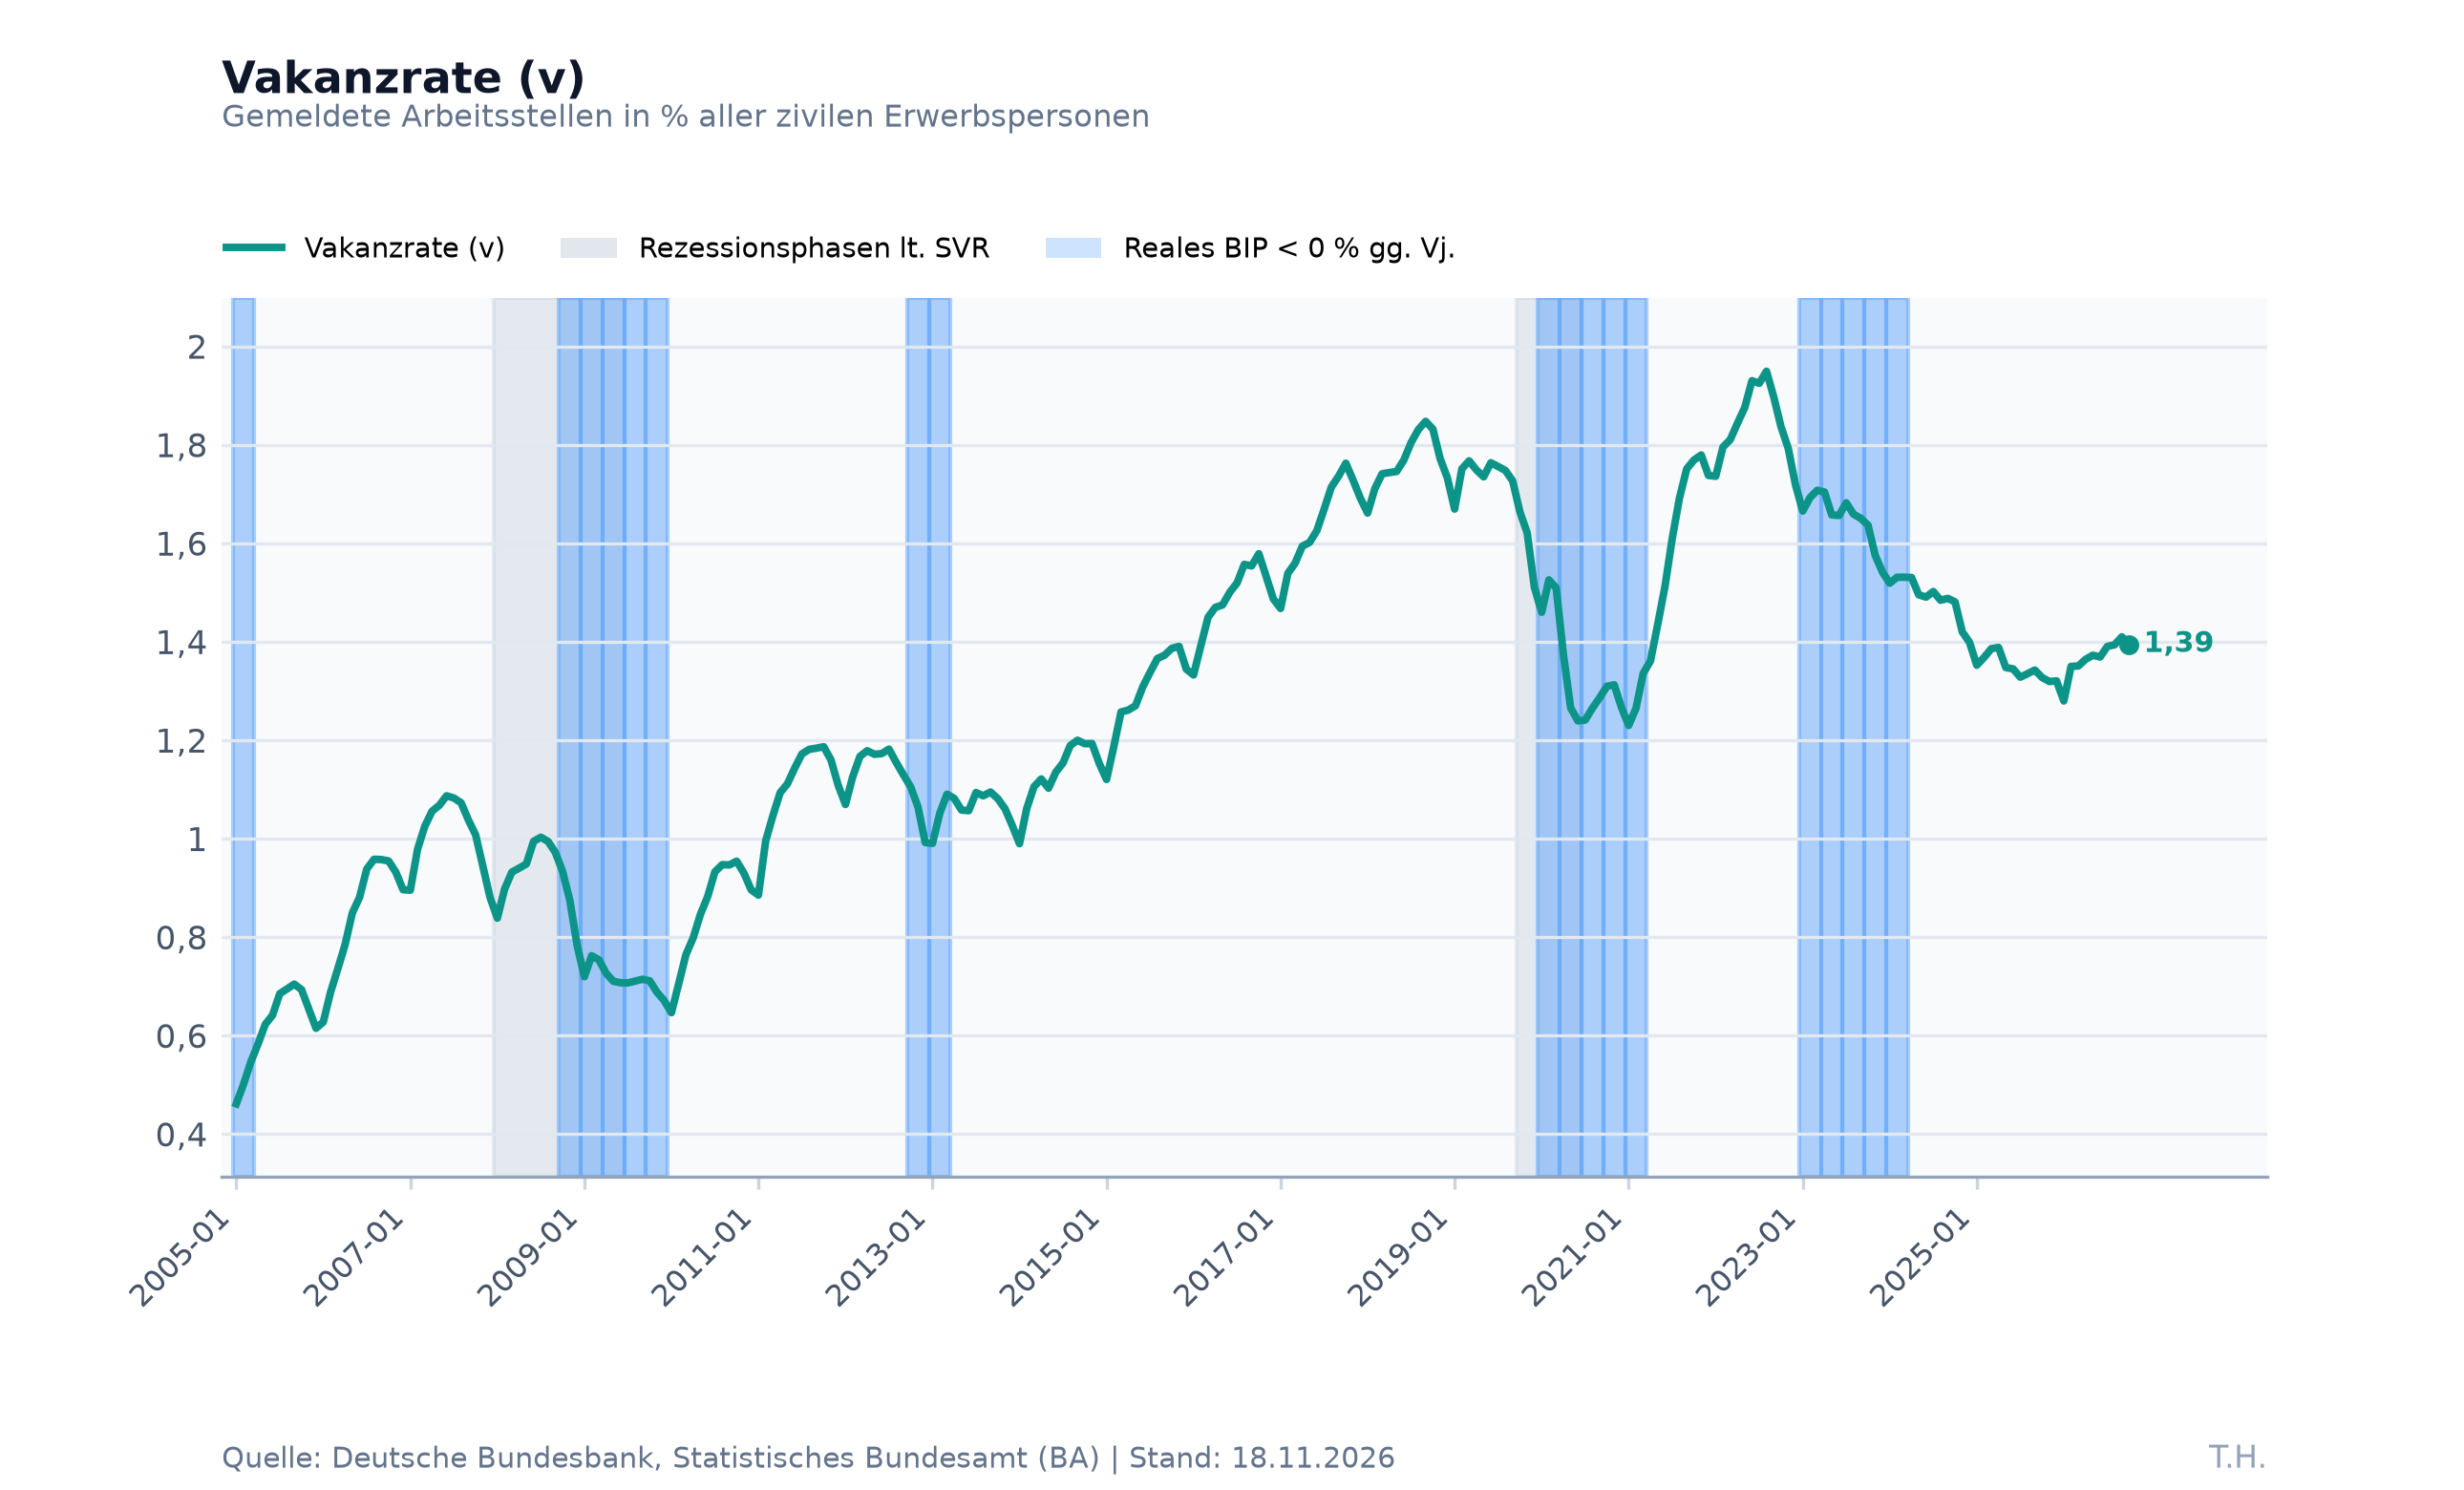 Vakanzrate (v)
Gemeldete Arbeitsstellen in % aller zivilen Erwerbspersonen
Vakanzrate (v) Rezessionsphasen lt. SVR Reales BIP < 0 % gg. Vj.
2
1,8
1,6
1,4
1,2
1
0,8
0,6
0,4
1,39
2005-01 2007-01 2009-01 2011-01 2013-01 2015-01 2017-01 2019-01 2021-01 2023-01 2025-01
Quelle: Deutsche Bundesbank, Statistisches Bundesamt (BA) | Stand: 18.11.2026 T.H.